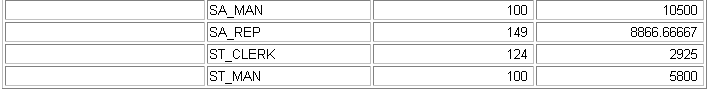 SA_MAN 100 10500
SA_REP 149 8866.66667
ST_CLERK 124 2925
ST_MAN 100 5800